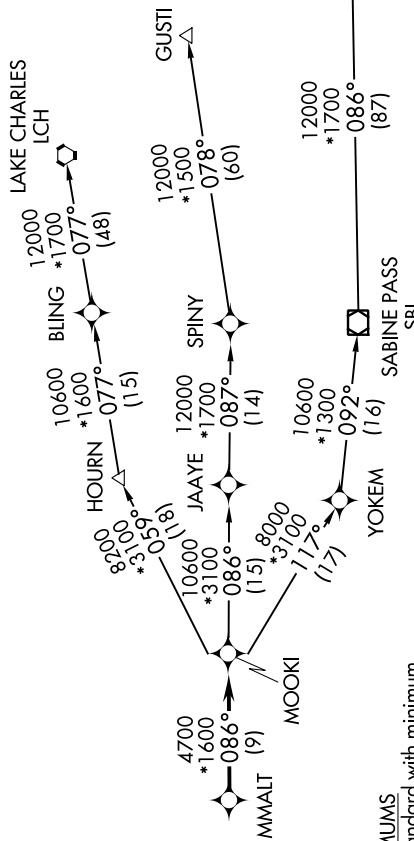 LAKE CHARLES
LCH
GUSTI
12000
*1700
077°
(48)
BLING
10600
*1600
077°
(15)
HOURN
8200
*3100
059°
(18)
12000
*1500
078°
(60)
SPINY
12000
*1700
087°
(14)
JAAYE
10600
*3100
086°
(15)
12000
*1700
086°
(87)
SABINE PASS
SBI
10600
*1300
092°
(16)
YOKEM
8000
*3100
117°
(17)
MOOKI
4700
*1600
086°
(9)
MMALT
MUMS
andard with minimum